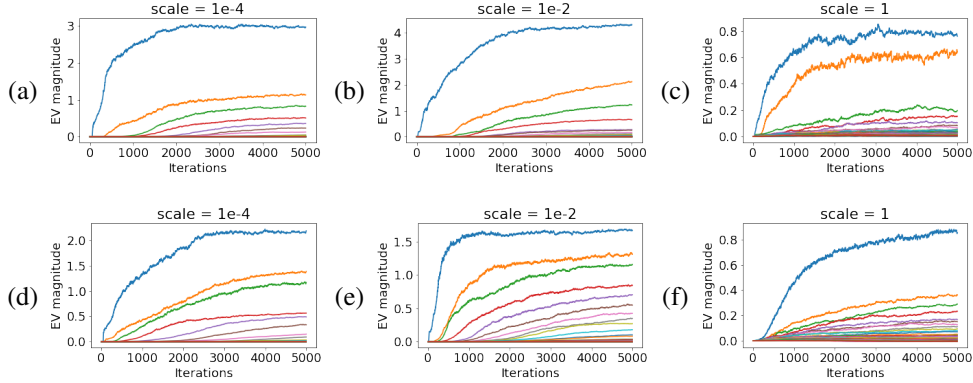 scale = 1e-4
(a)
EV magnitude
3
2
1
0
0 1000 2000 3000 4000 5000
Iterations
scale = 1e-2
(b)
EV magnitude
4
3
2
1
0
0 1000 2000 3000 4000 5000
Iterations
scale = 1
(c)
EV magnitude
0.8
0.6
0.4
0.2
0.0
0 1000 2000 3000 4000 5000
Iterations
scale = 1e-4
(d)
EV magnitude
2.0
1.5
1.0
0.5
0.0
0 1000 2000 3000 4000 5000
Iterations
scale = 1e-2
(e)
EV magnitude
1.5
1.0
0.5
0.0
0 1000 2000 3000 4000 5000
Iterations
scale = 1
(f)
EV magnitude
0.8
0.6
0.4
0.2
0.0
0 1000 2000 3000 4000 5000
Iterations